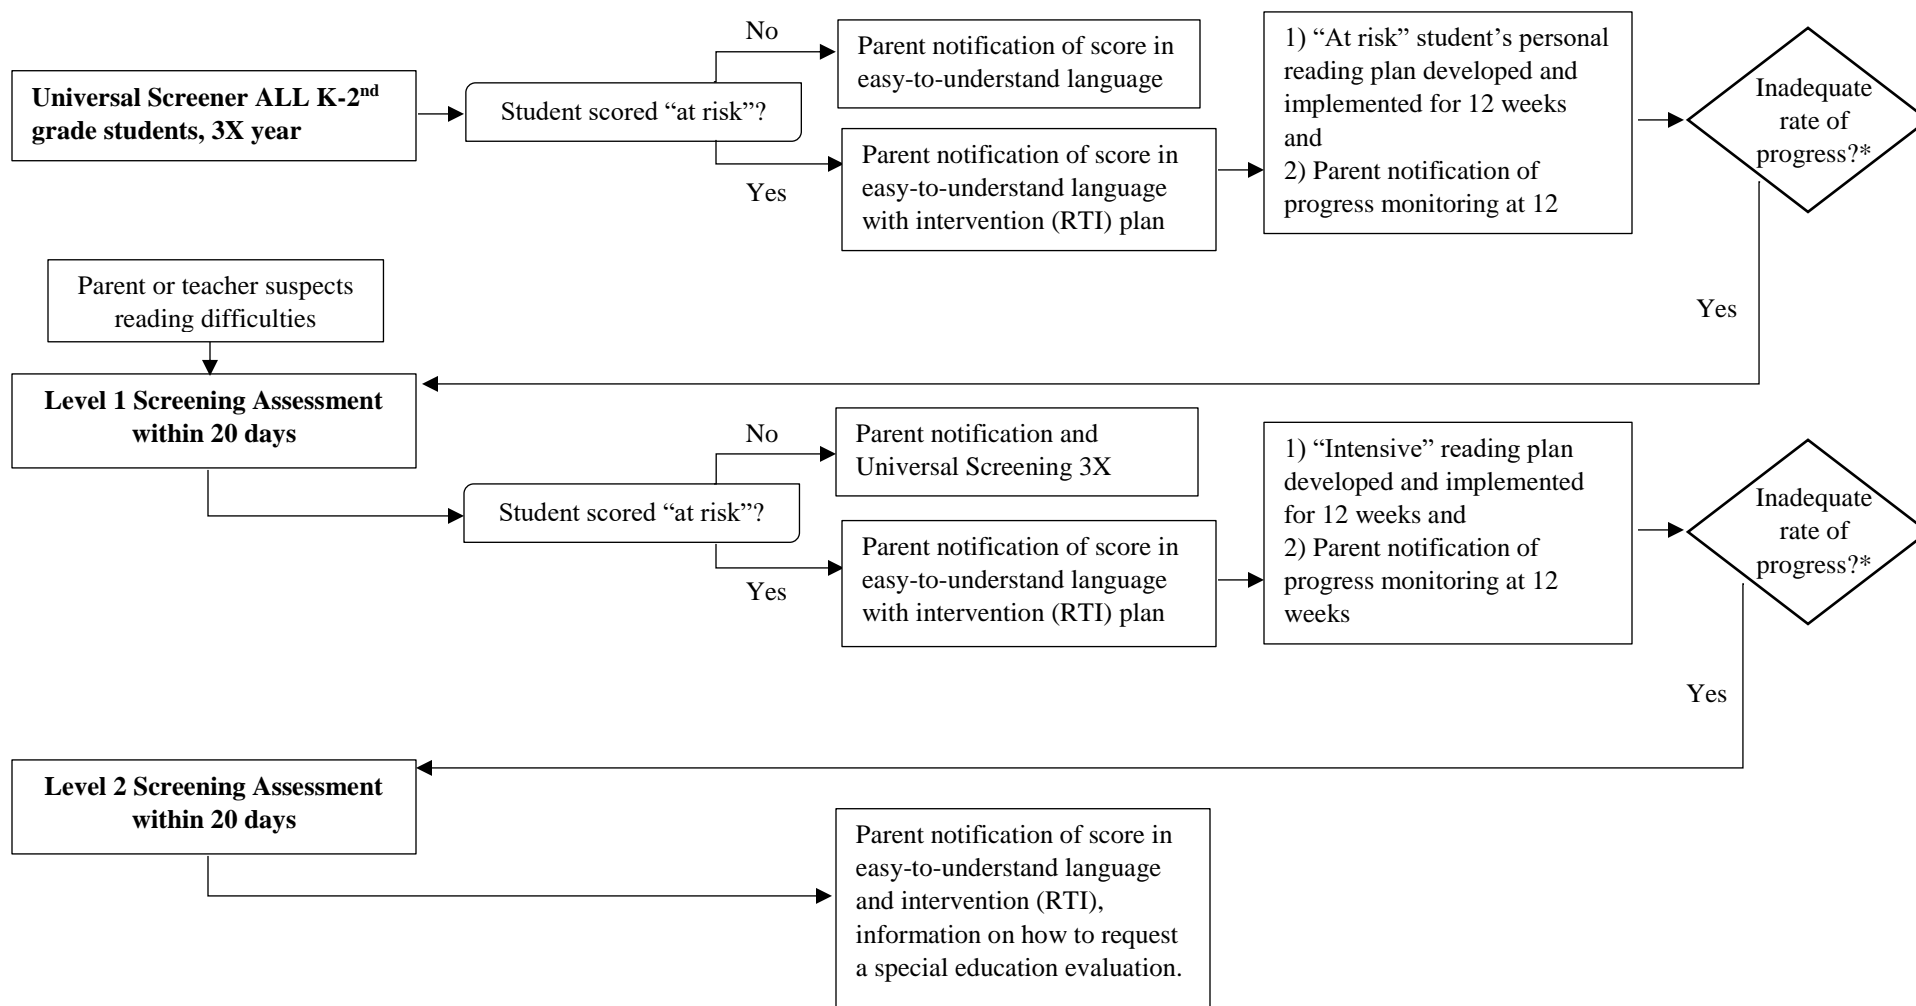 Universal Screener ALL K-2nd
grade students, 3X year
Student scored “at risk”?
No
Parent notification of score in
easy-to-understand language
Yes
Parent notification of score in
easy-to-understand language
with intervention (RTI) plan
1) “At risk” student’s personal
reading plan developed and
implemented for 12 weeks
and
2) Parent notification of
progress monitoring at 12
Inadequate
rate of
progress?*
Yes
Parent or teacher suspects
reading difficulties
Level 1 Screening Assessment
within 20 days
Student scored “at risk”?
No
Parent notification and
Universal Screening 3X
Yes
Parent notification of score in
easy-to-understand language
with intervention (RTI) plan
1) “Intensive” reading plan
developed and implemented
for 12 weeks and
2) Parent notification of
progress monitoring at 12
weeks
Inadequate
rate of
progress?*
Yes
Level 2 Screening Assessment
within 20 days
Parent notification of score in
easy-to-understand language
and intervention (RTI),
information on how to request
a special education evaluation.